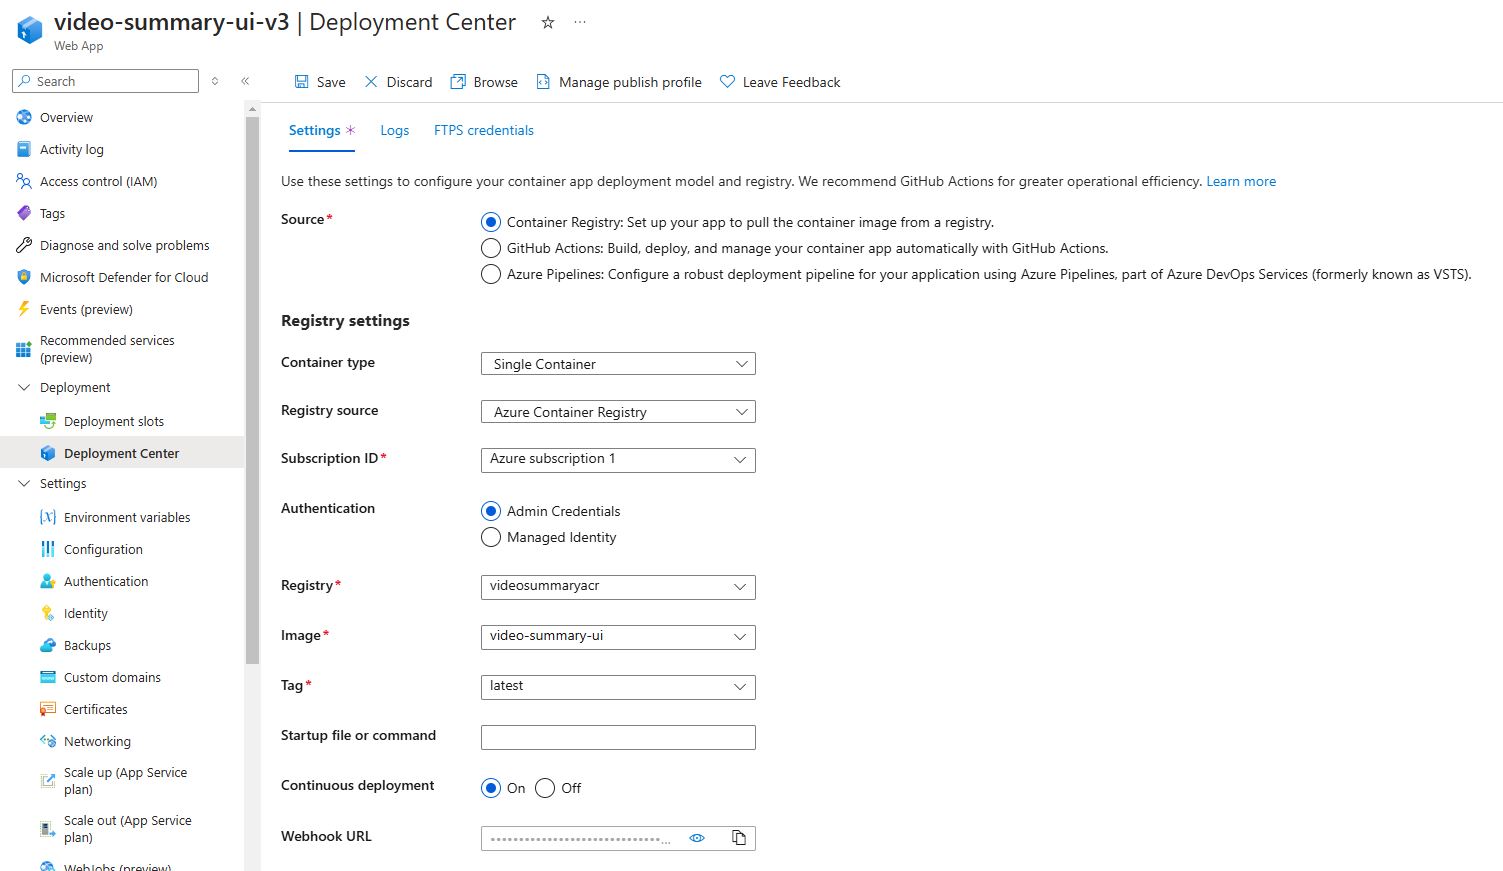 video-summary-ui-v3 | Deployment Center
Web App
Search
Overview
Activity log
Access control (IAM)
Tags
Diagnose and solve problems
Microsoft Defender for Cloud
Events (preview)
Recommended services
(preview)
Deployment
Deployment slots
Deployment Center
Settings
Environment variables
Configuration
Authentication
Identity
Backups
Custom domains
Certificates
Networking
Scale up (App Service
plan)
Scale out (App Service
plan)
WebJobs (preview)
Save Discard Browse Manage publish profile Leave Feedback
Settings * Logs FTPS credentials
Use these settings to configure your container app deployment model and registry. We recommend GitHub Actions for greater operational efficiency. Learn more
Source* Container Registry: Set up your app to pull the container image from a registry.
GitHub Actions: Build, deploy, and manage your container app automatically with GitHub Actions.
Azure Pipelines: Configure a robust deployment pipeline for your application using Azure Pipelines, part of Azure DevOps Services (formerly known as VSTS).
Registry settings
Container type Single Container
Registry source Azure Container Registry
Subscription ID* Azure subscription 1
Authentication Admin Credentials
Managed Identity
Registry* videosummaryacr
Image* video-summary-ui
Tag* latest
Startup file or command
Continuous deployment On Off
Webhook URL